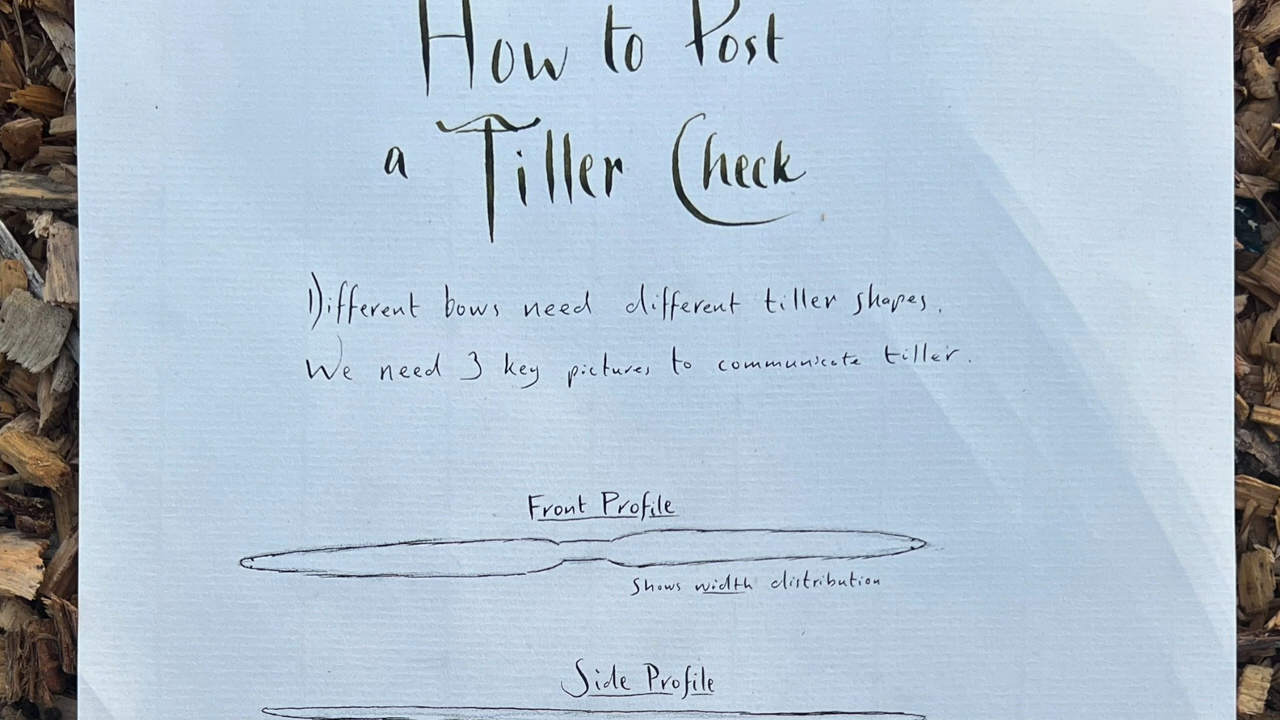 How to Post
a Tiller Check
Different bows need different tiller shapes.
We need 3 key pictures to communicate tiller.
Front Profile
Shows width distribution
Side Profile